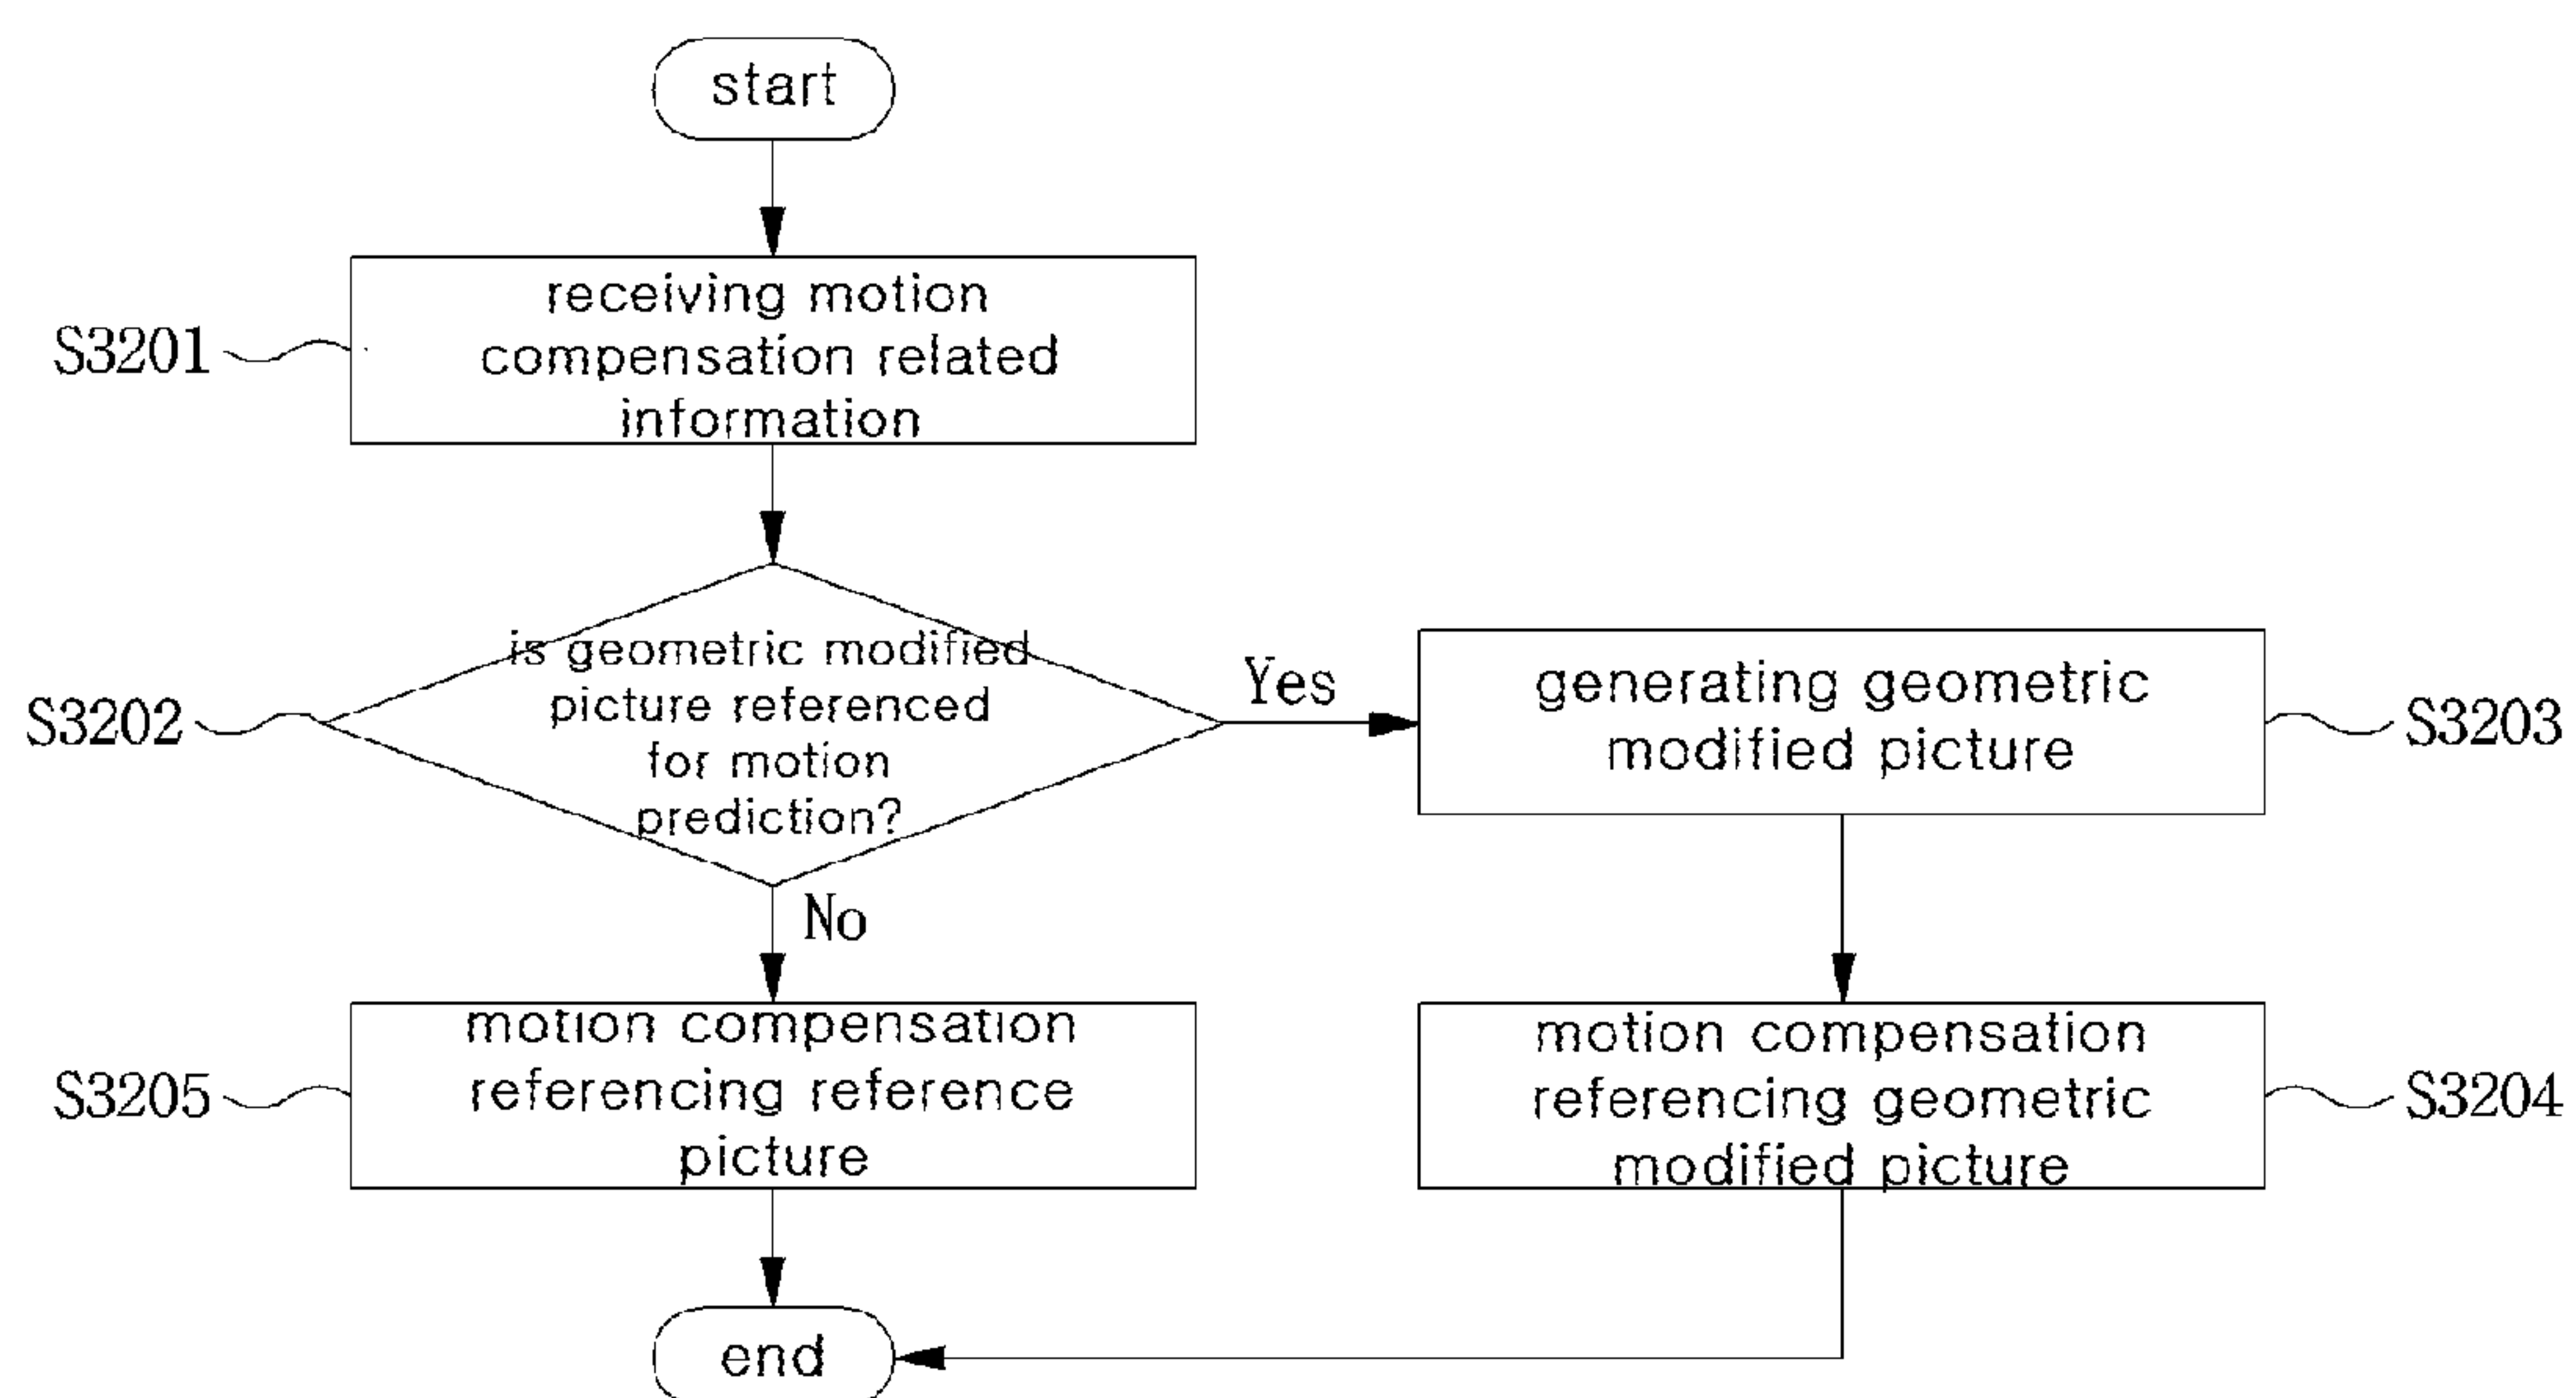 start
receiving motion
compensation related
information
S3201
is geometric modified
picture referenced
for motion
prediction?
S3202
Yes
generating geometric
modified picture
S3203
No
motion compensation
referencing reference
picture
S3205
motion compensation
referencing geometric
modified picture
S3204
end